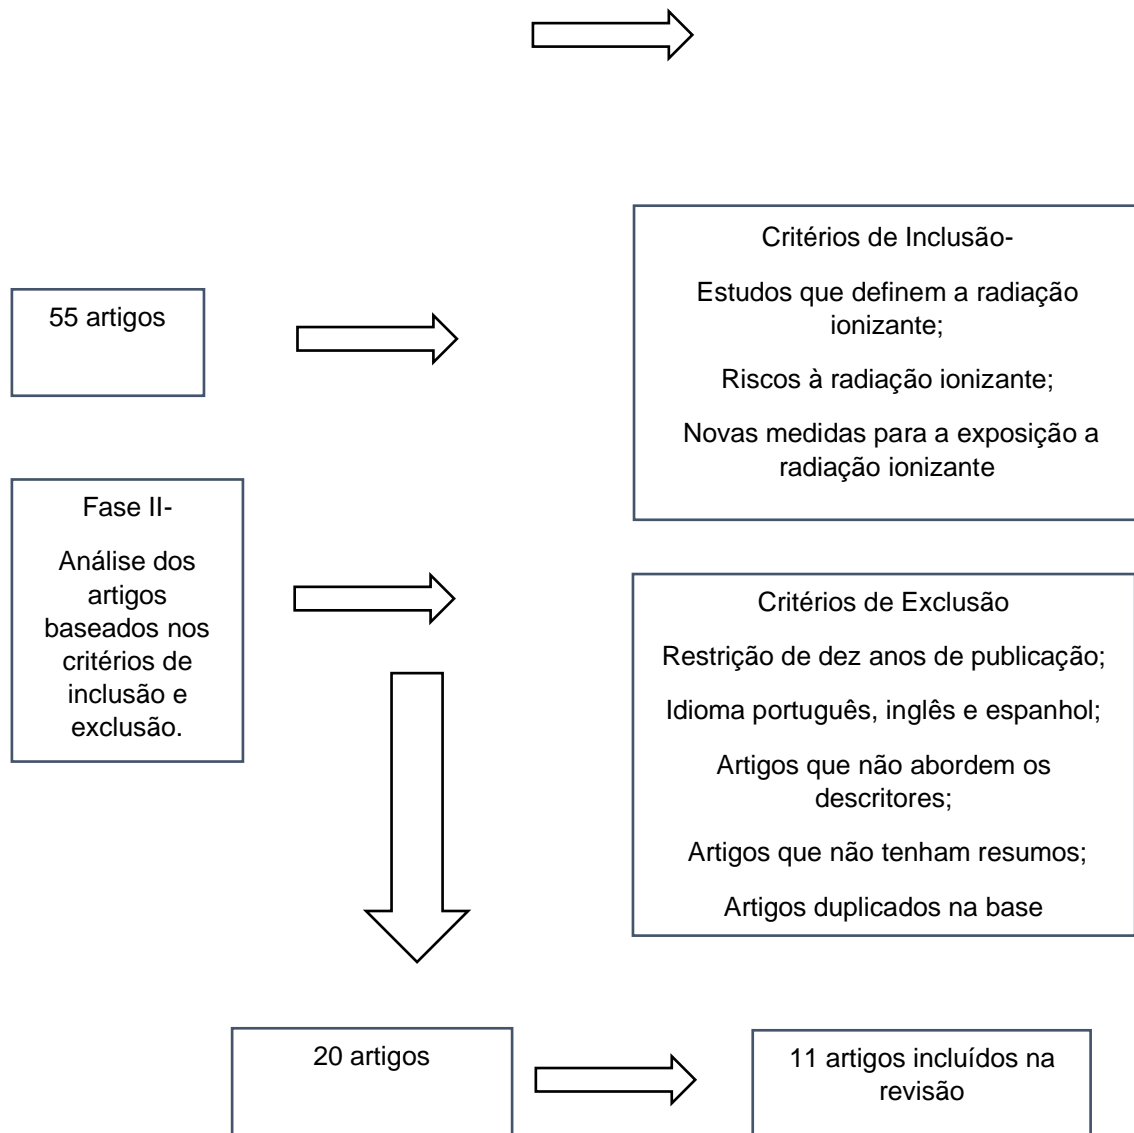 55 artigos
Critérios de Inclusão-
Estudos que definem a radiação
ionizante;
Riscos à radiação ionizante;
Novas medidas para a exposição a
radiação ionizante
Fase II-
Análise dos
artigos
baseados nos
critérios de
inclusão e
exclusão.
Critérios de Exclusão
Restrição de dez anos de publicação;
Idioma português, inglês e espanhol;
Artigos que não abordem os
descritores;
Artigos que não tenham resumos;
Artigos duplicados na base
20 artigos
11 artigos incluídos na
revisão